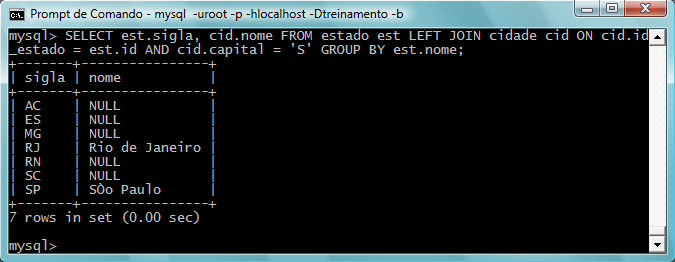 Prompt de Comando - mysql -uroot -p -hlocalhost -Dtreinamento -b
mysql> SELECT est.sigla, cid.nome FROM estado est LEFT JOIN cidade cid ON cid.id
_estado = est.id AND cid.capital = 'S' GROUP BY est.nome;
+-------+----------------+
| sigla | nome           |
+-------+----------------+
| AC    | NULL           |
| ES    | NULL           |
| MG    | NULL           |
| RJ    | Rio de Janeiro |
| RN    | NULL           |
| SC    | NULL           |
| SP    | SÒo Paulo      |
+-------+----------------+
7 rows in set (0.00 sec)
mysql>